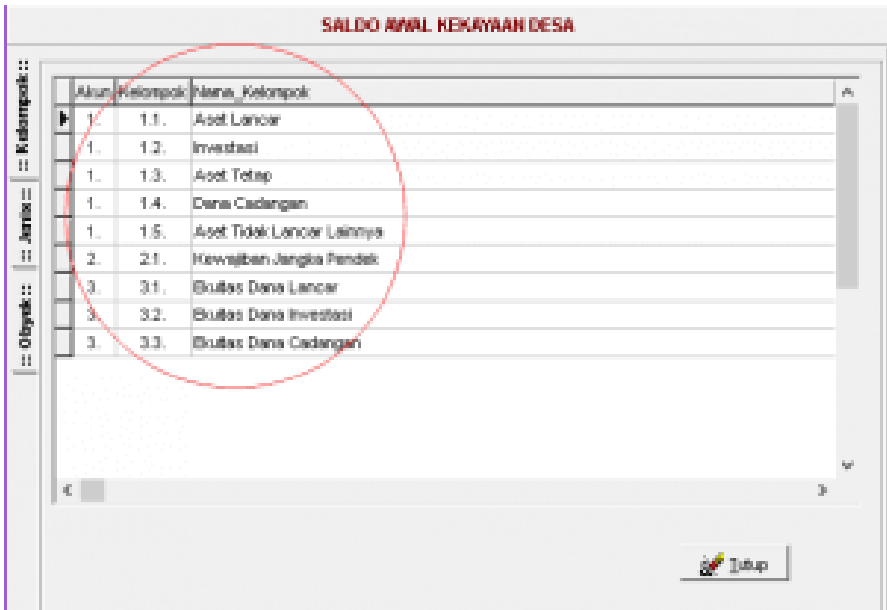 SALDO AWAL KEKAYAAN DESA
:: Kelompok ::
:: Jenis ::
:: Obyek ::
Akun Kelompok Nama_Kelompok
1. 1.1. Aset Lancar
1. 1.2. Investasi
1. 1.3. Aset Tetap
1. 1.4. Dana Cadangan
1. 1.5. Aset Tidak Lancar Lainnya
2. 2.1. Kewajiban Jangka Pendek
3. 3.1. Ekuitas Dana Lancar
3. 3.2. Ekuitas Dana Investasi
3. 3.3. Ekuitas Dana Cadangan
Tutup